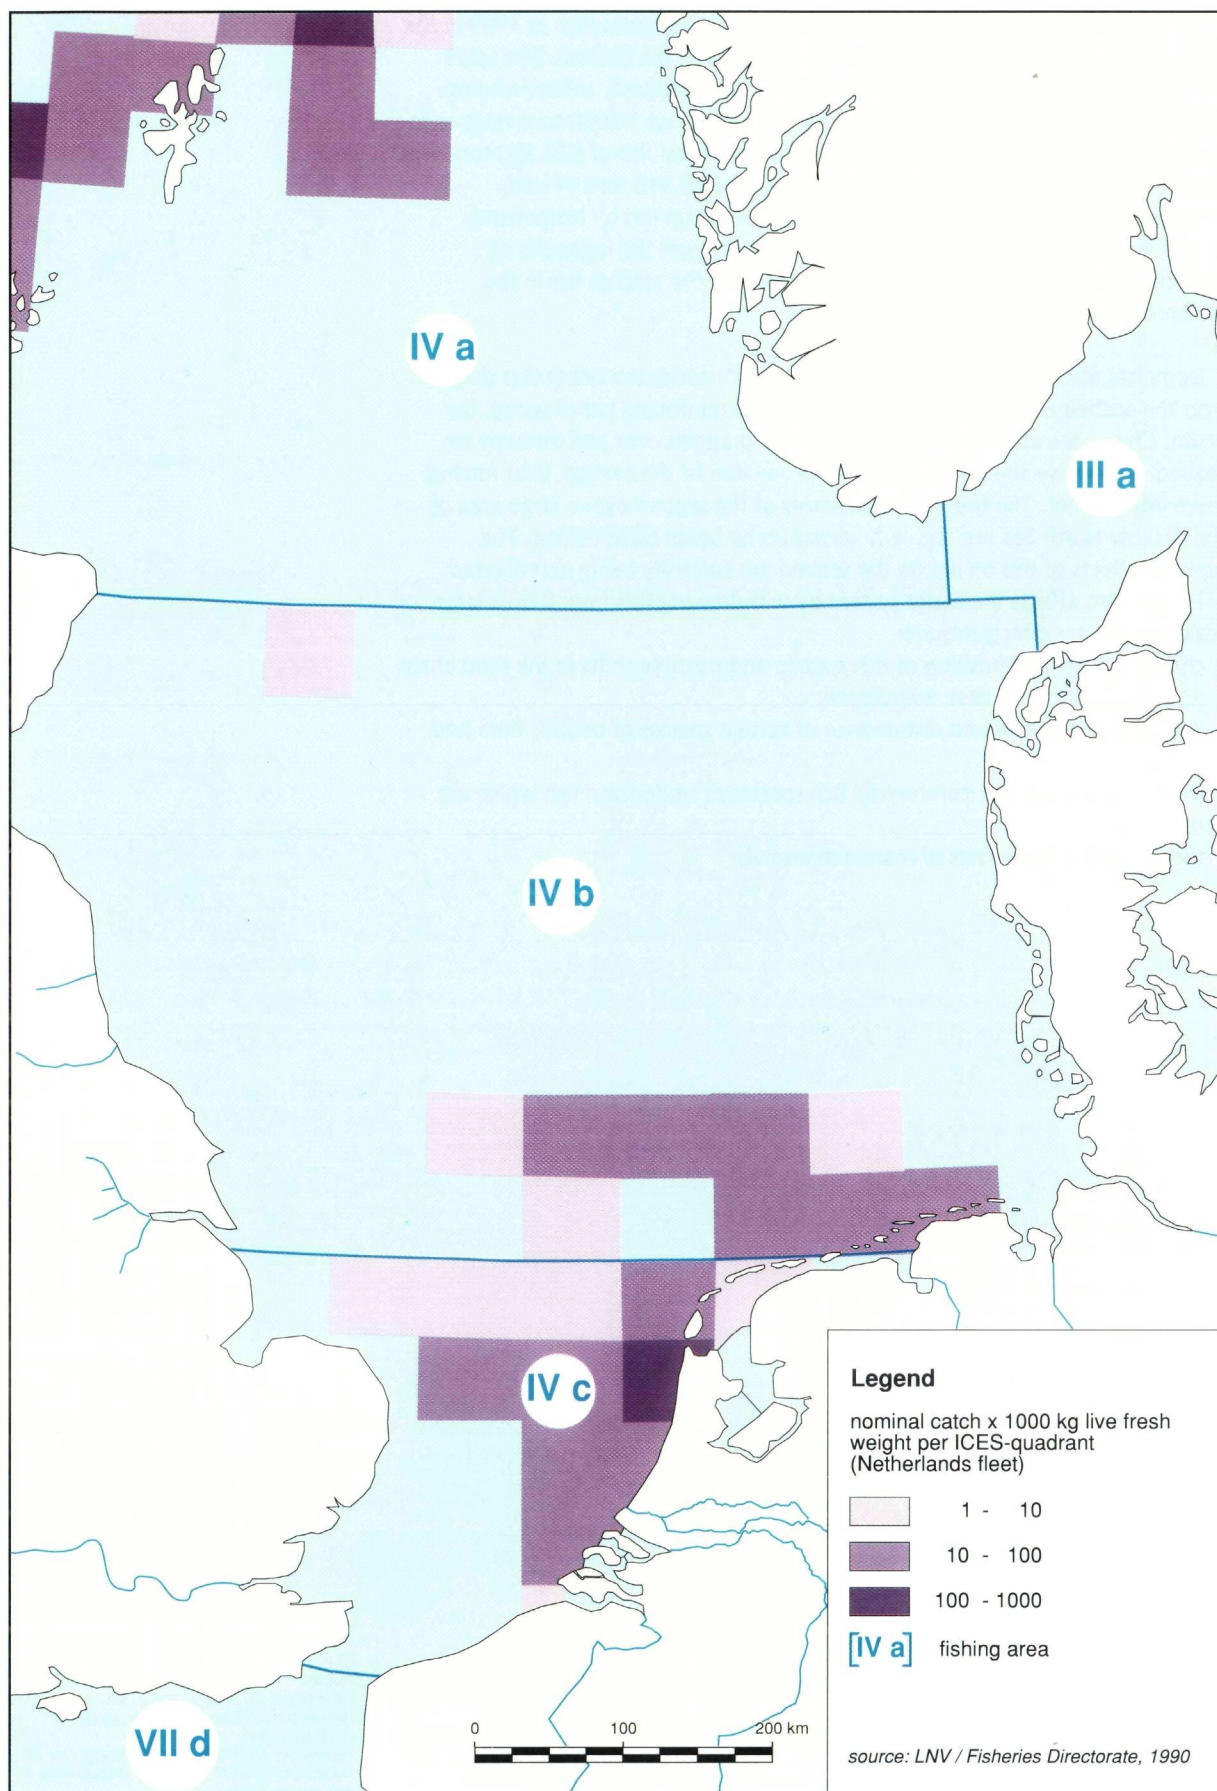 IV a
III a
IV b
IV c
VII d
Legend
nominal catch x 1000 kg live fresh
weight per ICES-quadrant
(Netherlands fleet)
1 - 10
10 - 100
100 - 1000
[IV a] fishing area
0 100 200 km
source: LNV / Fisheries Directorate, 1990